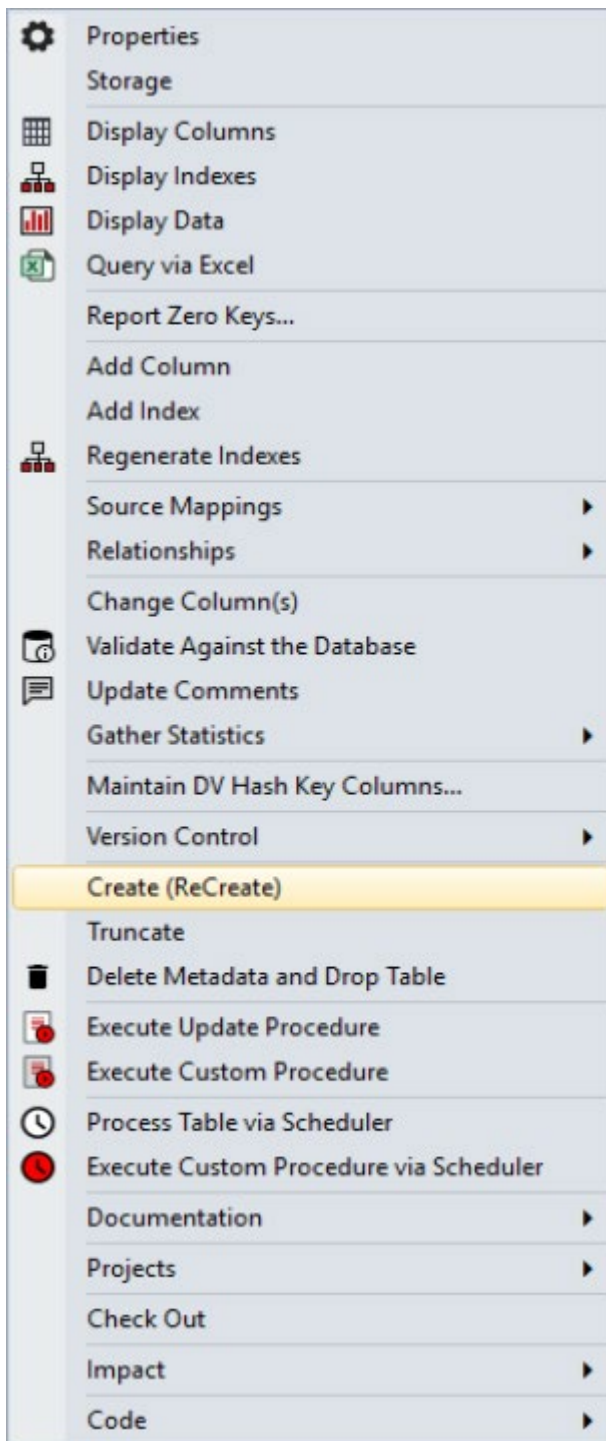 Properties
Storage
Display Columns
Display Indexes
Display Data
Query via Excel
Report Zero Keys...
Add Column
Add Index
Regenerate Indexes
Source Mappings
Relationships
Change Column(s)
Validate Against the Database
Update Comments
Gather Statistics
Maintain DV Hash Key Columns...
Version Control
Create (ReCreate)
Truncate
Delete Metadata and Drop Table
Execute Update Procedure
Execute Custom Procedure
Process Table via Scheduler
Execute Custom Procedure via Scheduler
Documentation
Projects
Check Out
Impact
Code